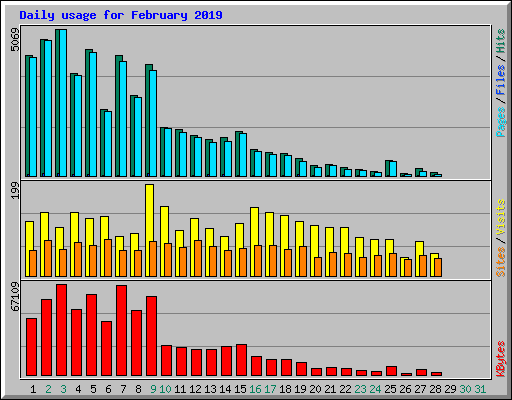 Daily usage for February 2019
5069
Pages / Files / Hits
199
Sites / Visits
67109
KBytes
1 2 3 4 5 6 7 8 9 10 11 12 13 14 15 16 17 18 19 20 21 22 23 24 25 26 27 28 29 30 31